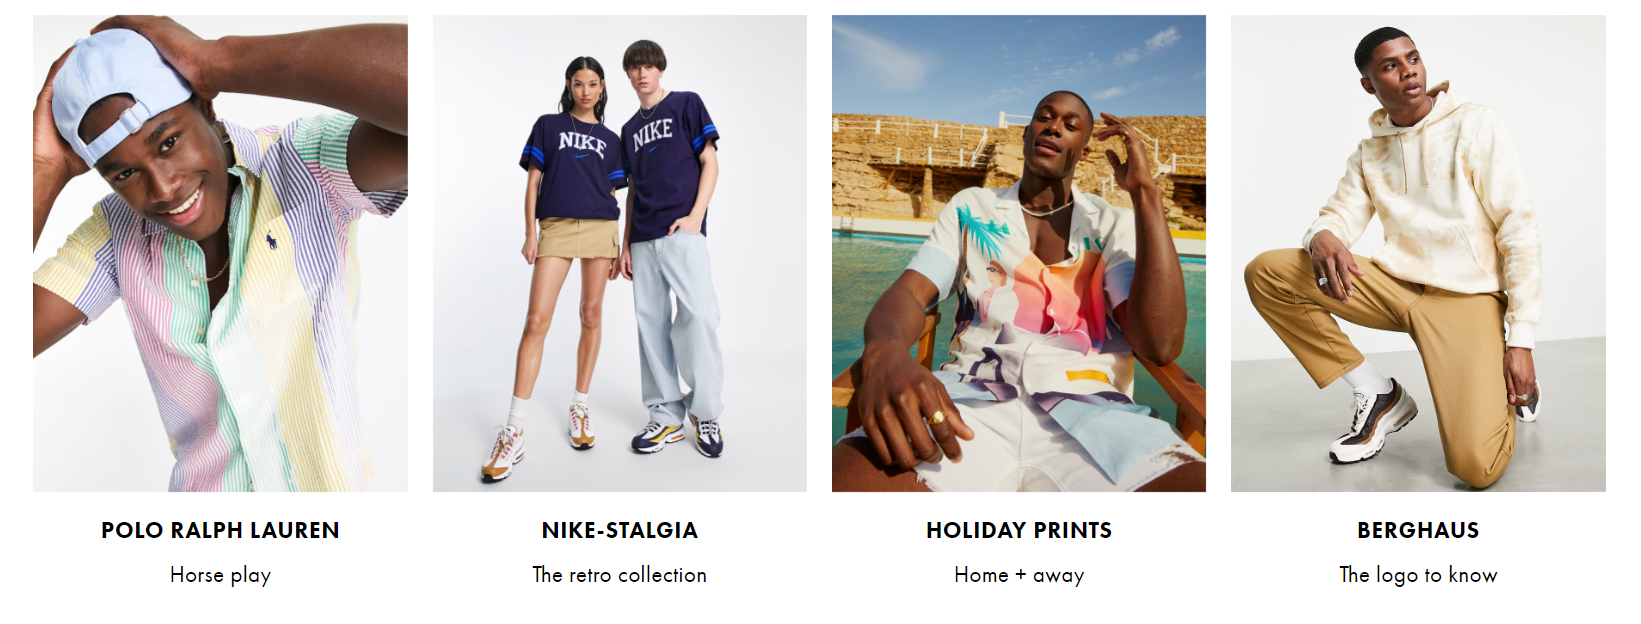 NIKE
NIKE
POLO RALPH LAUREN
Horse play
NIKE-STALGIA
The retro collection
HOLIDAY PRINTS
Home + away
BERGHAUS
The logo to know